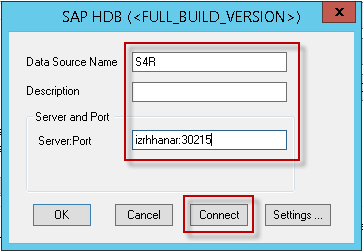 SAP HDB (<FULL_BUILD_VERSION>)
Data Source Name S4R
Description
Server and Port
Server:Port izrhhanar:30215
OK Cancel Connect Settings ...